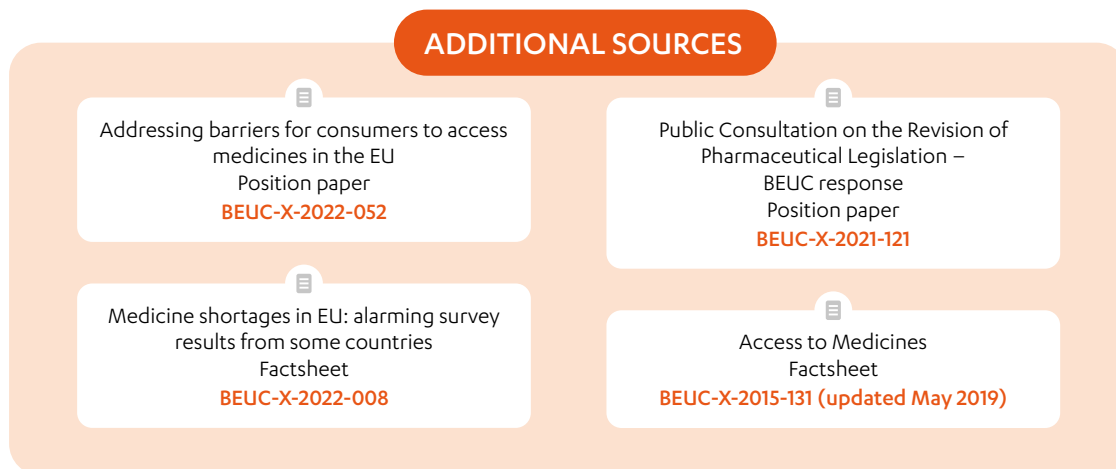 ADDITIONAL SOURCES
Addressing barriers for consumers to access
medicines in the EU
Position paper
BEUC-X-2022-052
Medicine shortages in EU: alarming survey
results from some countries
Factsheet
BEUC-X-2022-008
Public Consultation on the Revision of
Pharmaceutical Legislation –
BEUC response
Position paper
BEUC-X-2021-121
Access to Medicines
Factsheet
BEUC-X-2015-131 (updated May 2019)